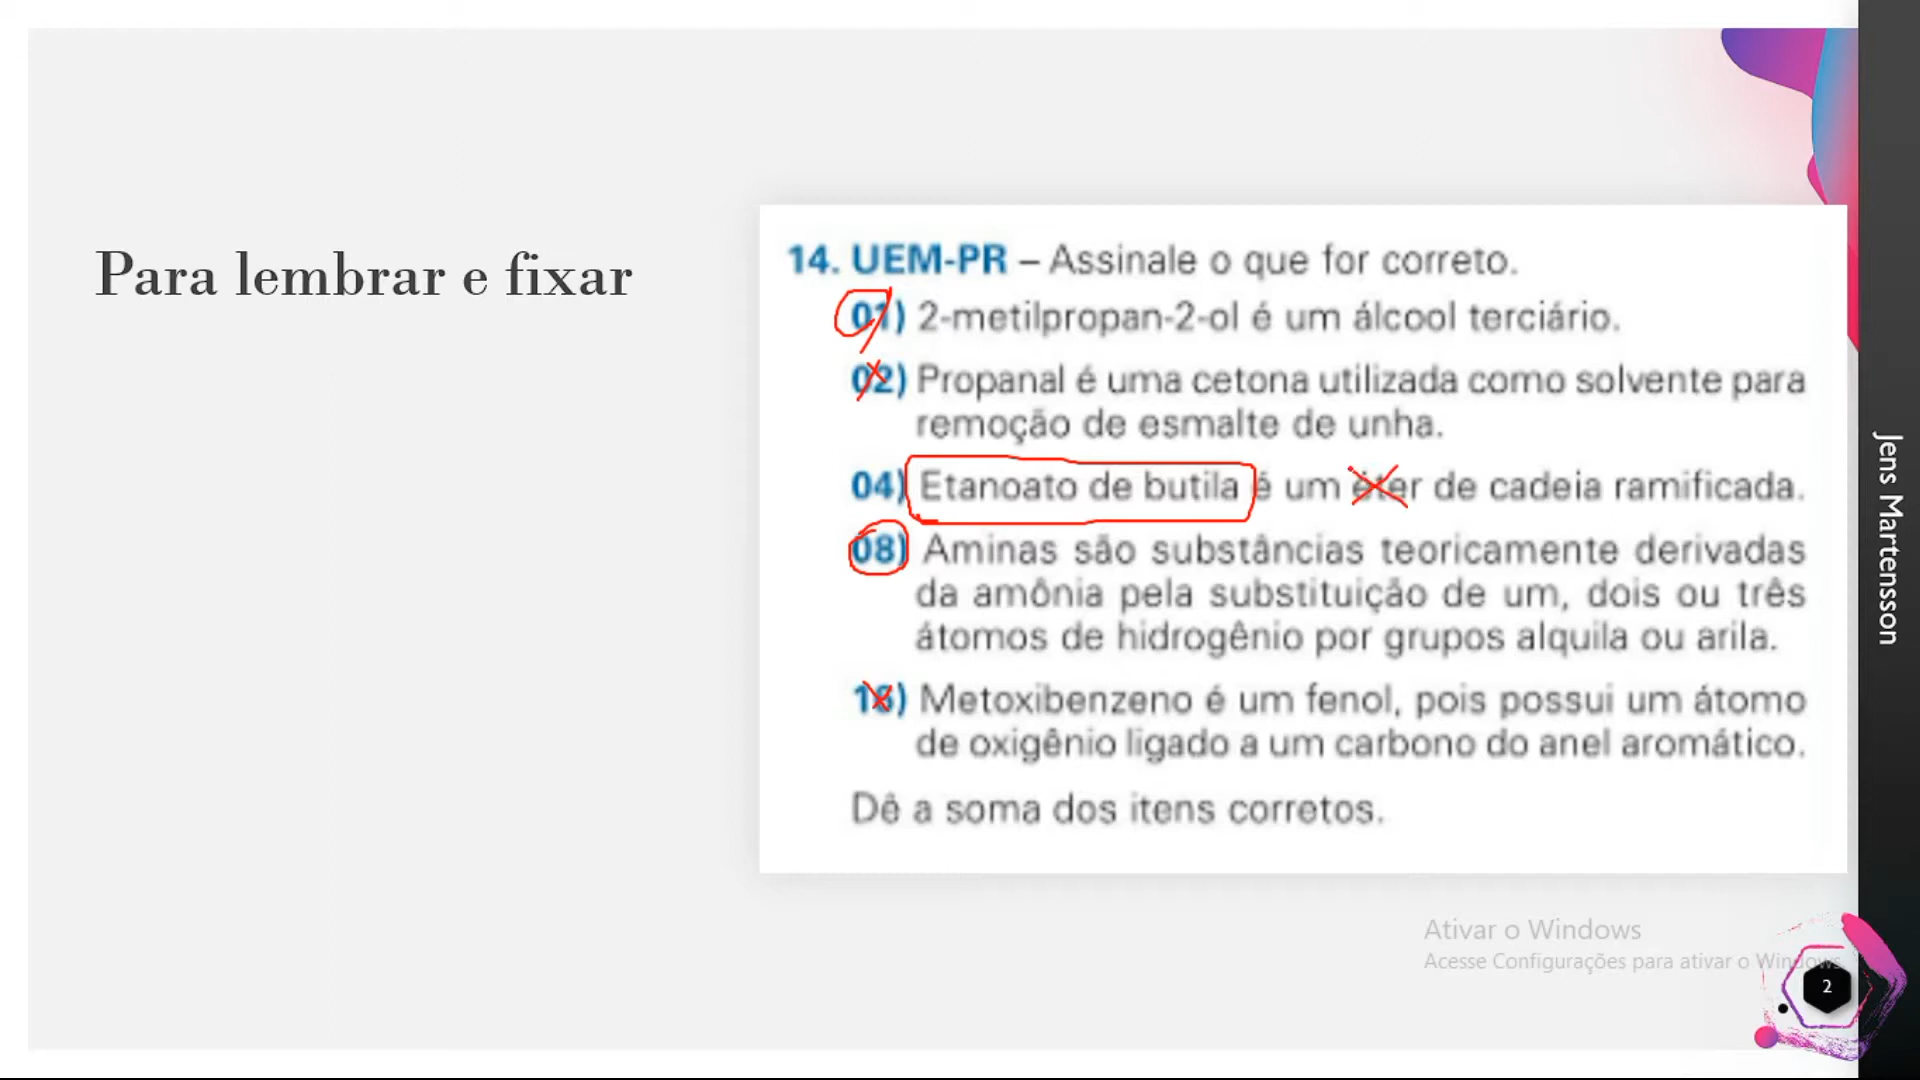 Para lembrar e fixar
14. UEM-PR – Assinale o que for correto.
01) 2-metilpropan-2-ol é um álcool terciário.
02) Propanal é uma cetona utilizada como solvente para
remoção de esmalte de unha.
04) Etanoato de butila é um éter de cadeia ramificada.
08) Aminas são substâncias teoricamente derivadas
da amônia pela substituição de um, dois ou três
átomos de hidrogênio por grupos alquila ou arila.
16) Metoxibenzeno é um fenol, pois possui um átomo
de oxigênio ligado a um carbono do anel aromático.
Dê a soma dos itens corretos.
Jens Martensson
Ativar o Windows
Acesse Configurações para ativar o Windows.
2